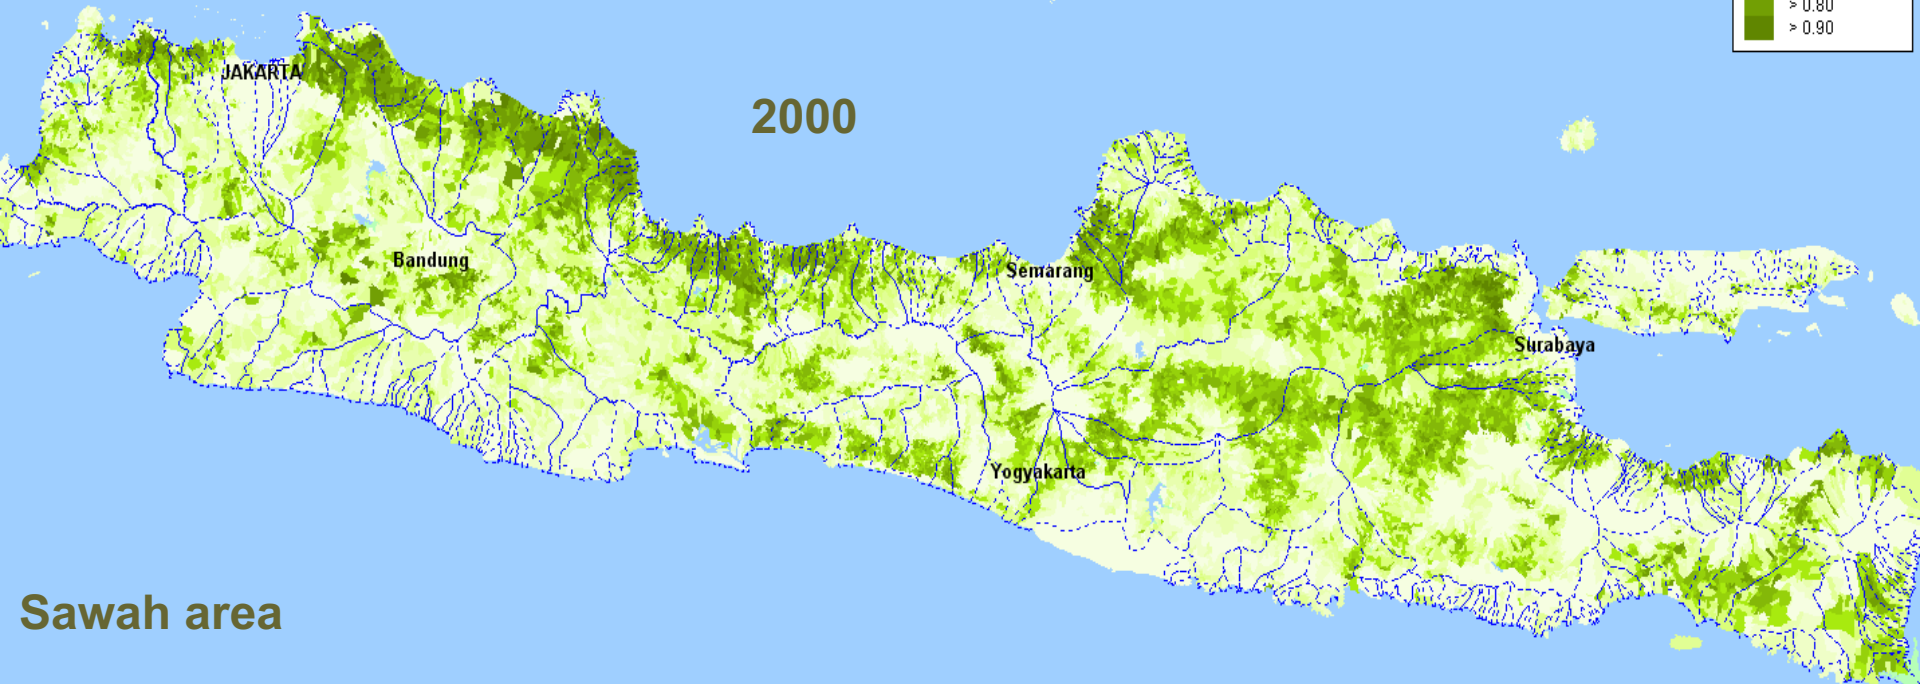 > 0.80
> 0.90
JAKARTA
2000
Bandung
Semarang
Surabaya
Yogyakarta
Sawah area